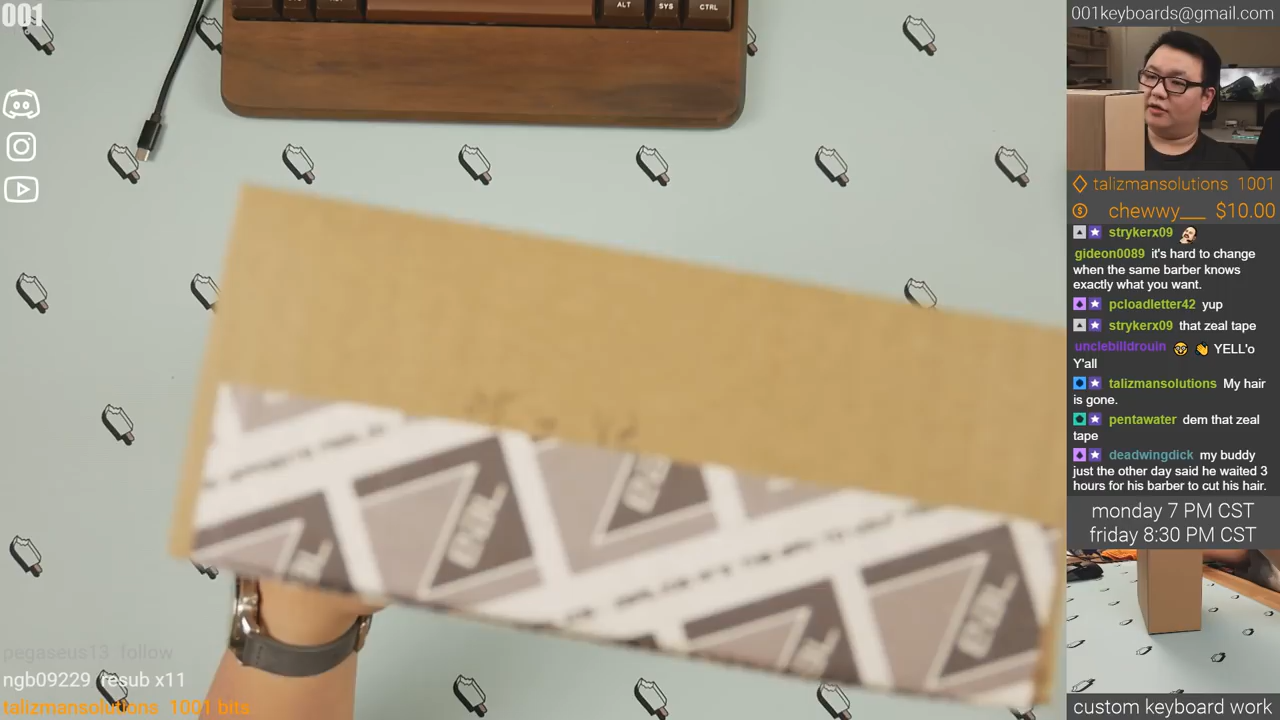 001
ALT
SYS
CTRL
001keyboards@gmail.com
talizmansolutions 1001
chewwy___ $10.00
strykerx09
gideon0089 it's hard to change
when the same barber knows
exactly what you want.
pcloadletter42 yup
strykerx09 that zeal tape
unclebilldrouin YELL'o
Y'all
talizmansolutions My hair
is gone.
pentawater dem that zeal
tape
deadwingdick my buddy
just the other day said he waited 3
hours for his barber to cut his hair.
monday 7 PM CST
friday 8:30 PM CST
pegaseus13 follow
ngb09229 resub x11
talizmansolutions 1001 bits
custom keyboard work